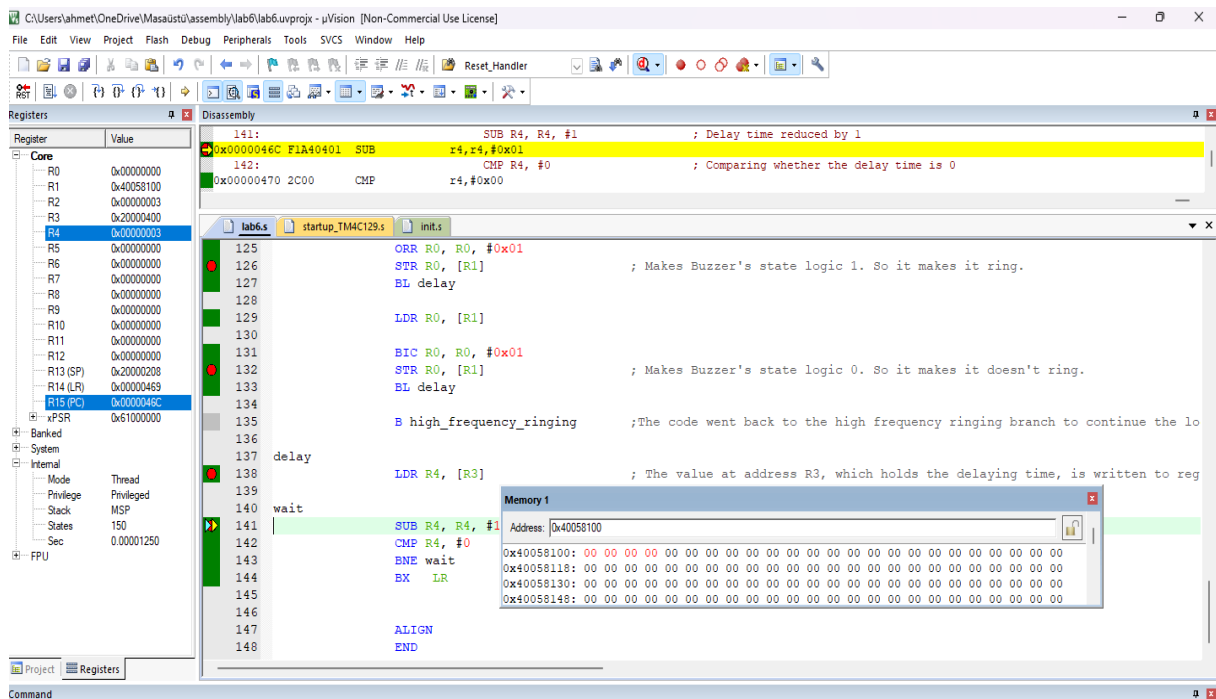 C:\Users\ahmet\OneDrive\Masaüstü\assembly\lab6\lab6.uvprojx - µVision [Non-Commercial Use License]
File Edit View Project Flash Debug Peripherals Tools SVCS Window Help
Reset_Handler
RST
Registers
Register Value
Core
R0 0x00000000
R1 0x40058100
R2 0x00000003
R3 0x20000400
R4 0x00000003
R5 0x00000000
R6 0x00000000
R7 0x00000000
R8 0x00000000
R9 0x00000000
R10 0x00000000
R11 0x00000000
R12 0x00000000
R13 (SP) 0x20000208
R14 (LR) 0x00000469
R15 (PC) 0x0000046C
xPSR 0x61000000
Banked
System
Internal
Mode Thread
Privilege Privileged
Stack MSP
States 150
Sec 0.00001250
FPU
Project Registers
Disassembly
141: SUB R4, R4, #1 ; Delay time reduced by 1
0x0000046C F1A40401 SUB r4,r4,#0x01
142: CMP R4, #0 ; Comparing whether the delay time is 0
0x00000470 2C00 CMP r4,#0x00
lab6.s startup_TM4C129.s init.s
125 ORR R0, R0, #0x01
126 STR R0, [R1] ; Makes Buzzer's state logic 1. So it makes it ring.
127 BL delay
128
129 LDR R0, [R1]
130
131 BIC R0, R0, #0x01
132 STR R0, [R1] ; Makes Buzzer's state logic 0. So it makes it doesn't ring.
133 BL delay
134
135 B high_frequency_ringing ;The code went back to the high frequency ringing branch to continue the lo
136
137 delay
138 LDR R4, [R3] ; The value at address R3, which holds the delaying time, is written to reg
139
140 wait
141 SUB R4, R4, #1
142 CMP R4, #0
143 BNE wait
144 BX LR
145
146
147 ALIGN
148 END
Memory 1
Address: 0x40058100
0x40058100: 00 00 00 00 00 00 00 00 00 00 00 00 00 00 00 00 00 00 00 00 00 00 00 00
0x40058118: 00 00 00 00 00 00 00 00 00 00 00 00 00 00 00 00 00 00 00 00 00 00 00 00
0x40058130: 00 00 00 00 00 00 00 00 00 00 00 00 00 00 00 00 00 00 00 00 00 00 00 00
0x40058148: 00 00 00 00 00 00 00 00 00 00 00 00 00 00 00 00 00 00 00 00 00 00 00 00
Command